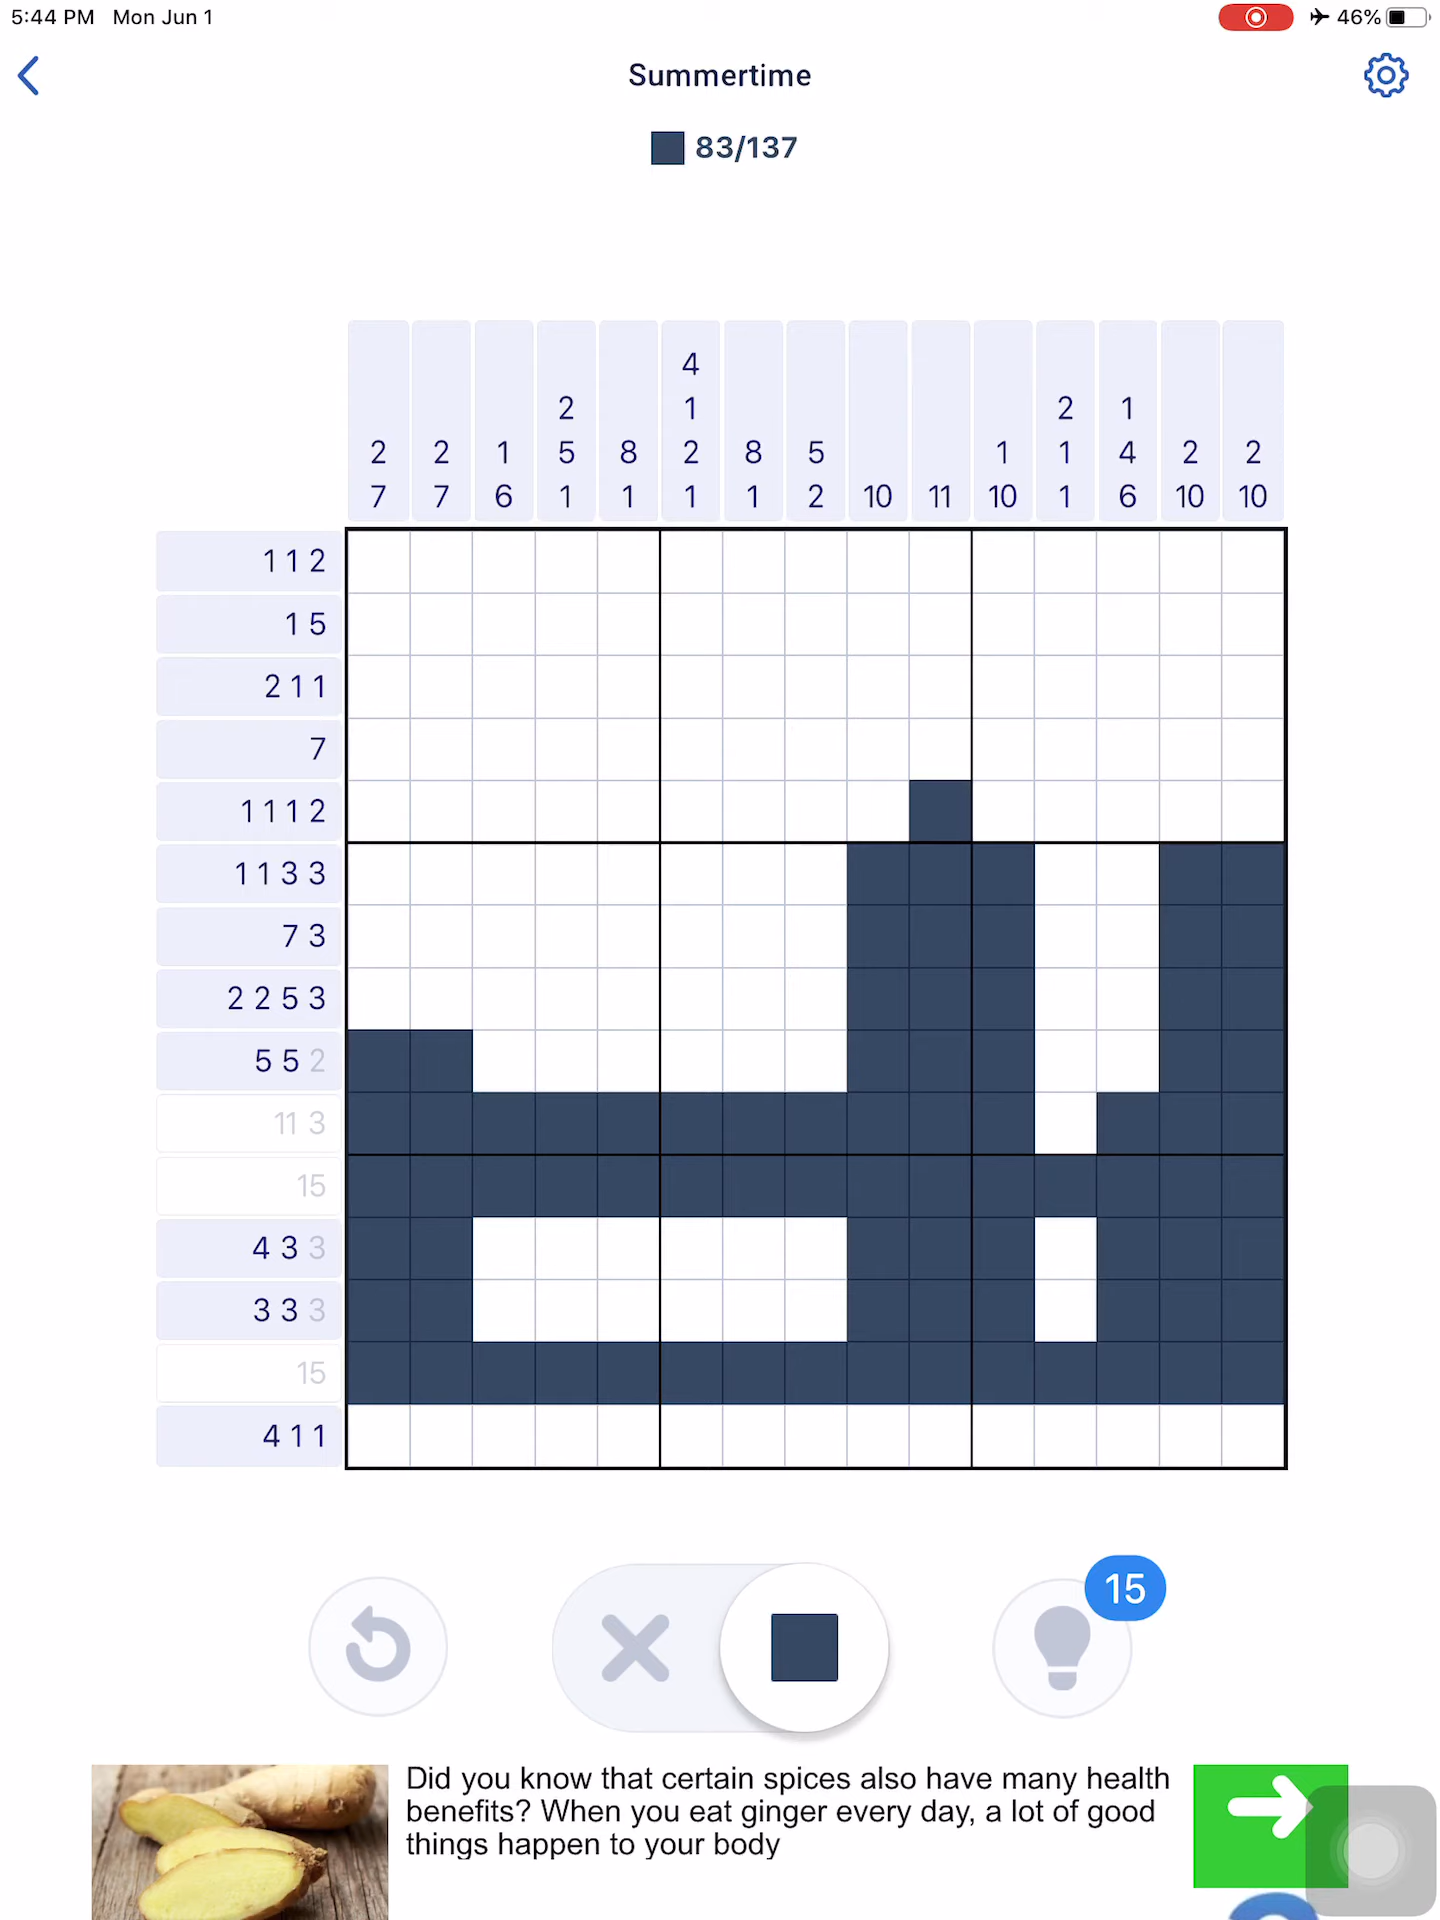 5:44 PM Mon Jun 1
46%
Summertime
83/137
4
2 1 2 1
2 2 1 5 8 2 8 5 1 1 4 2 2
7 7 6 1 1 1 1 2 10 11 10 1 6 10 10
1 1 2
1 5
2 1 1
7
1 1 1 2
1 1 3 3
7 3
2 2 5 3
5 5 2
11 3
15
4 3 3
3 3 3
15
4 1 1
15
Did you know that certain spices also have many health
benefits? When you eat ginger every day, a lot of good
things happen to your body